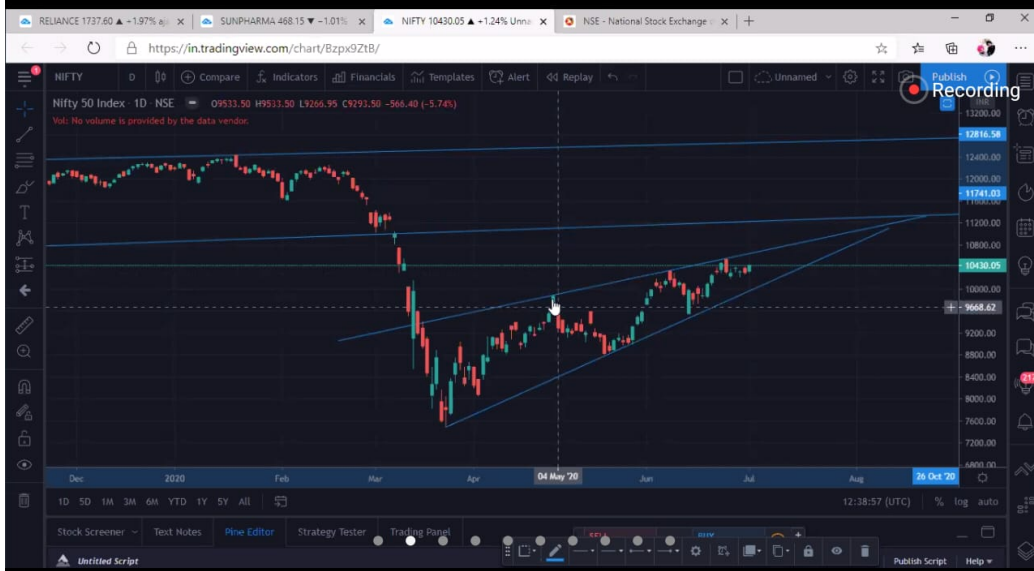 RELIANCE 1737.60 ▲ +1.97% aj
SUNPHARMA 468.15 ▼ −1.01%
NIFTY 10430.05 ▲ +1.24% Unna
NSE - National Stock Exchange
https://in.tradingview.com/chart/Bzpx9ZtB/
NIFTY D Compare Indicators Financials Templates Alert Replay Unnamed Publish
Recording
Nifty 50 Index · 1D · NSE O9533.50 H9533.50 L9266.95 C9293.50 −566.40 (−5.74%)
INR
Vol: No volume is provided by the data vendor.
13200.00
12816.58
12400.00
12000.00
11741.03
11200.00
10800.00
10430.05
10000.00
9668.62
9200.00
8800.00
8400.00
8000.00
7600.00
7200.00
6800.00
Dec 2020 Feb Mar Apr 04 May '20 Jun Jul Aug 26 Oct '20
1D 5D 1M 3M 6M YTD 1Y 5Y All 12:38:57 (UTC) % log auto
Stock Screener Text Notes Pine Editor Strategy Tester Trading Panel
SELL BUY
Untitled Script Publish Script Help